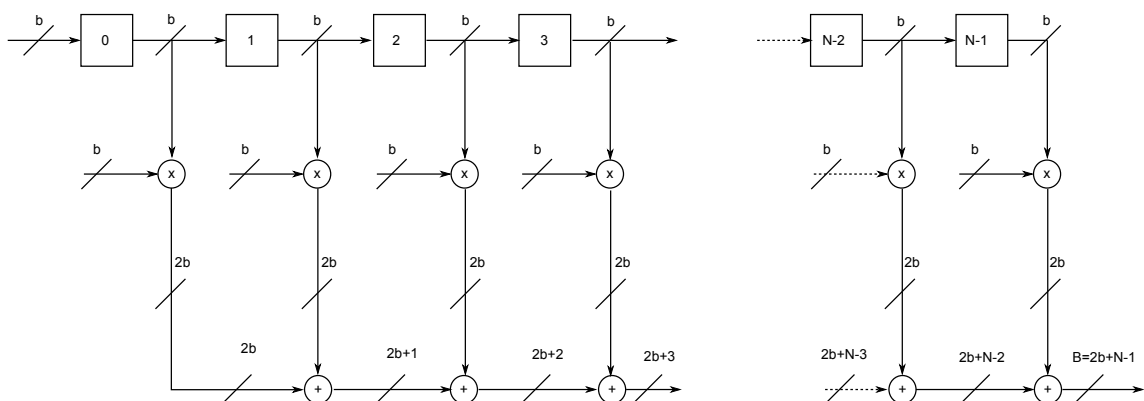 b b b b b b b
0 1 2 3 N-2 N-1
b b b b b b
x x x x x x
2b 2b 2b 2b 2b 2b
2b 2b+1 2b+2 2b+3 2b+N-3 2b+N-2 B=2b+N-1
+ + + + +